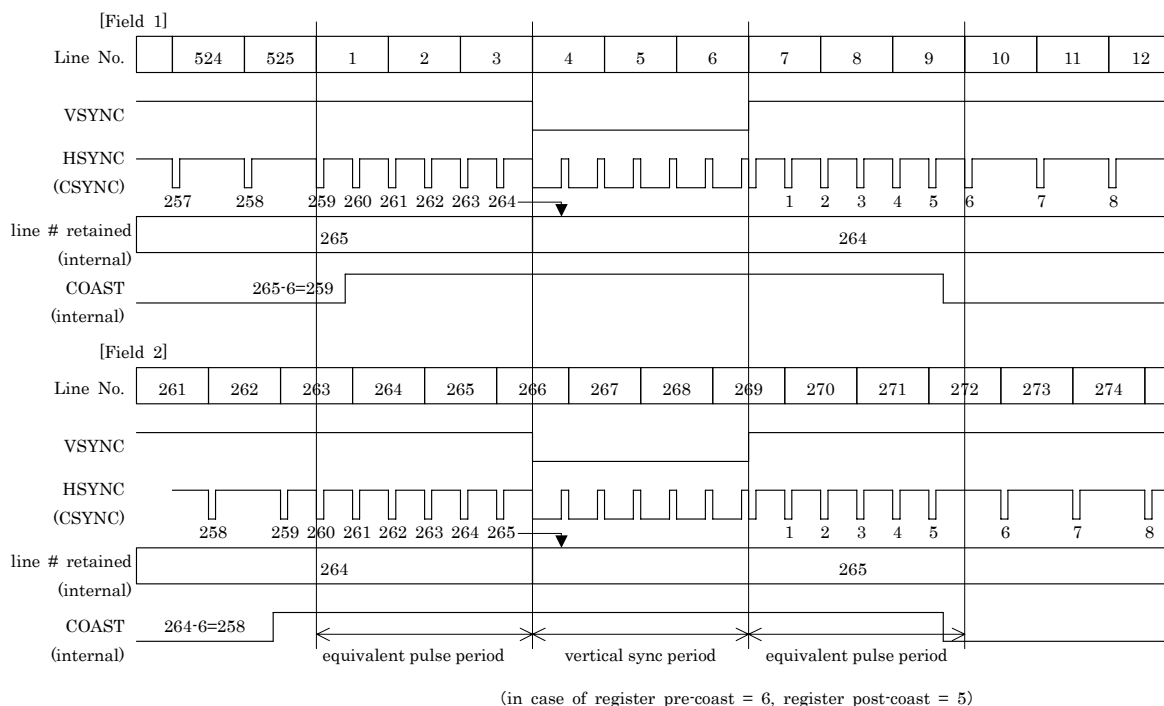 [Field 1]
Line No. 524 525 1 2 3 4 5 6 7 8 9 10 11 12
VSYNC
HSYNC
(CSYNC)
257 258 259 260 261 262 263 264 1 2 3 4 5 6 7 8
line # retained
(internal)
265 264
COAST
(internal)
265-6=259
[Field 2]
Line No. 261 262 263 264 265 266 267 268 269 270 271 272 273 274
VSYNC
HSYNC
(CSYNC)
258 259 260 261 262 263 264 265 1 2 3 4 5 6 7 8
line # retained
(internal)
264 265
COAST
(internal)
264-6=258
equivalent pulse period vertical sync period equivalent pulse period
(in case of register pre-coast = 6, register post-coast = 5)